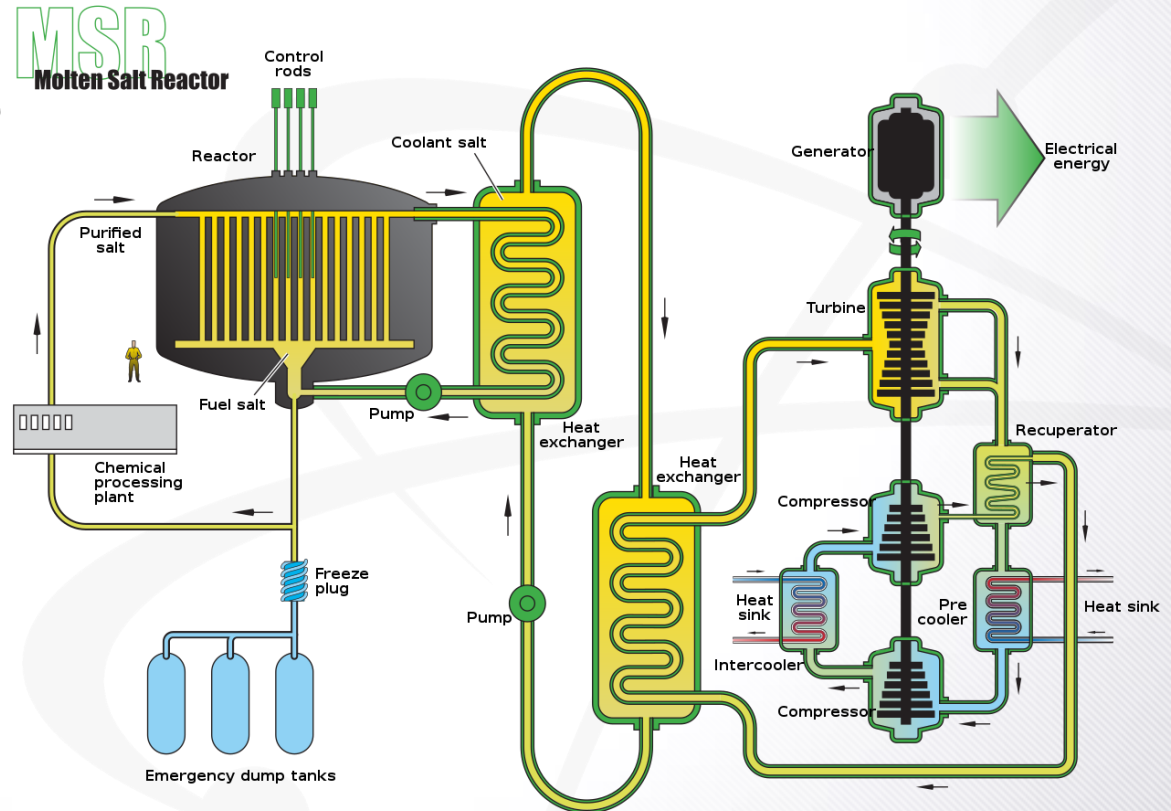 MSR
Molten Salt Reactor
Control
rods
Reactor
Coolant salt
Purified
salt
Fuel salt
Pump
Heat
exchanger
Chemical
processing
plant
Freeze
plug
Emergency dump tanks
Pump
Heat
exchanger
Generator
Electrical
energy
Turbine
Recuperator
Compressor
Heat
sink
Pre
cooler
Heat sink
Intercooler
Compressor